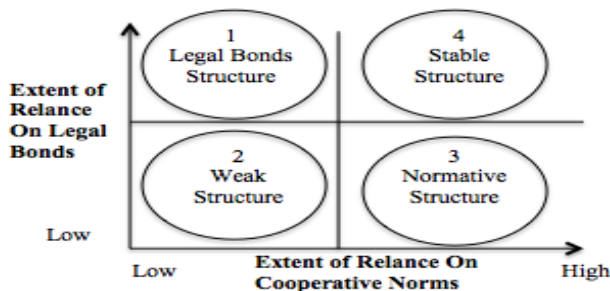 1
Legal Bonds
Structure
4
Stable
Structure
Extent of
Relance
On Legal
Bonds
2
Weak
Structure
3
Normative
Structure
Low
Low
Extent of Relance On
Cooperative Norms
High